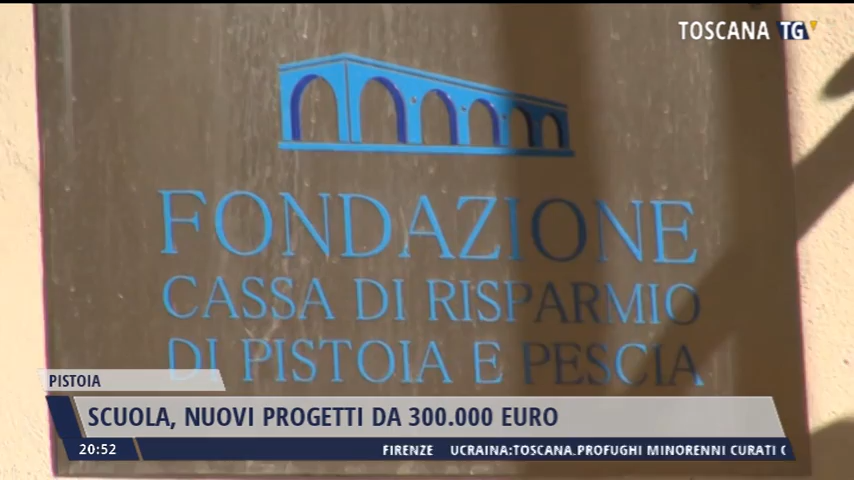 TOSCANA TG
FONDAZIONE
CASSA DI RISPARMIO
DI PISTOIA E PESCIA
PISTOIA
SCUOLA, NUOVI PROGETTI DA 300.000 EURO
20:52 FIRENZE UCRAINA:TOSCANA.PROFUGHI MINORENNI CURATI